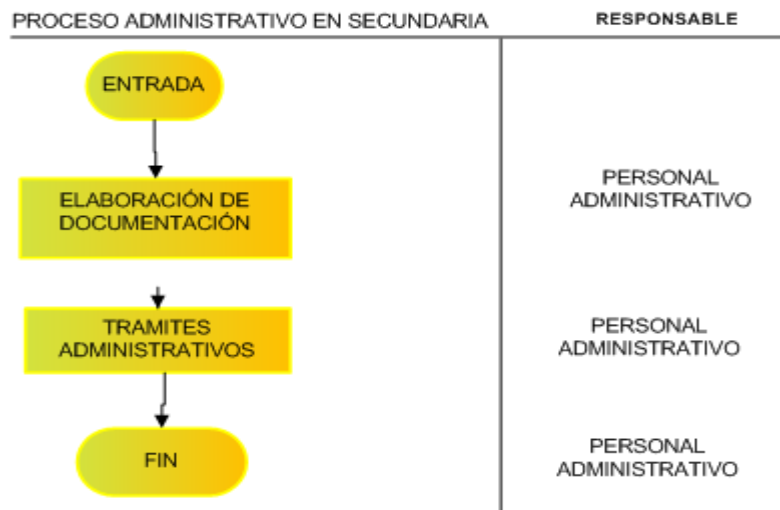 PROCESO ADMINISTRATIVO EN SECUNDARIA
RESPONSABLE
ENTRADA
ELABORACIÓN DE
DOCUMENTACIÓN
PERSONAL
ADMINISTRATIVO
TRAMITES
ADMINISTRATIVOS
PERSONAL
ADMINISTRATIVO
FIN
PERSONAL
ADMINISTRATIVO